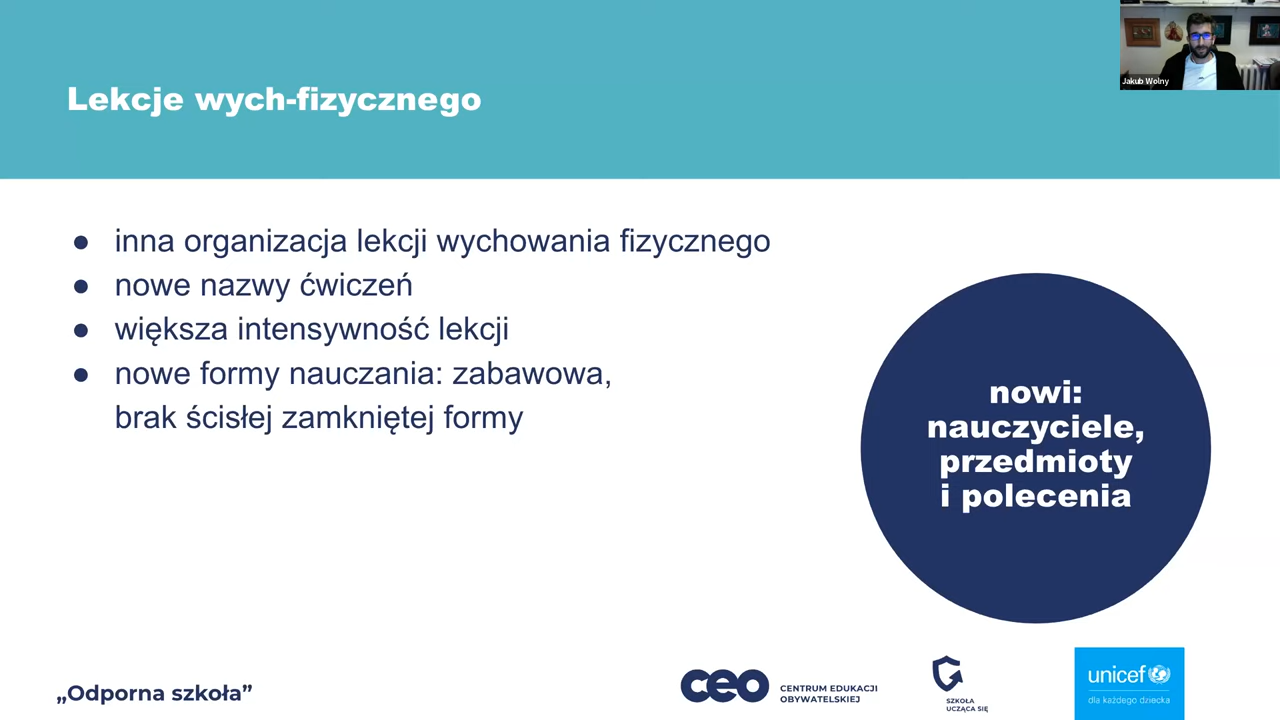 Lekcje wych-fizycznego
Jakub Wolny
● inna organizacja lekcji wychowania fizycznego
● nowe nazwy ćwiczeń
● większa intensywność lekcji
● nowe formy nauczania: zabawowa,
brak ścisłej zamkniętej formy
nowi:
nauczyciele,
przedmioty
i polecenia
„Odporna szkoła”
ceo
CENTRUM EDUKACJI
OBYWATELSKIEJ
SZKOŁA
UCZĄCA SIĘ
unicef
dla każdego dziecka